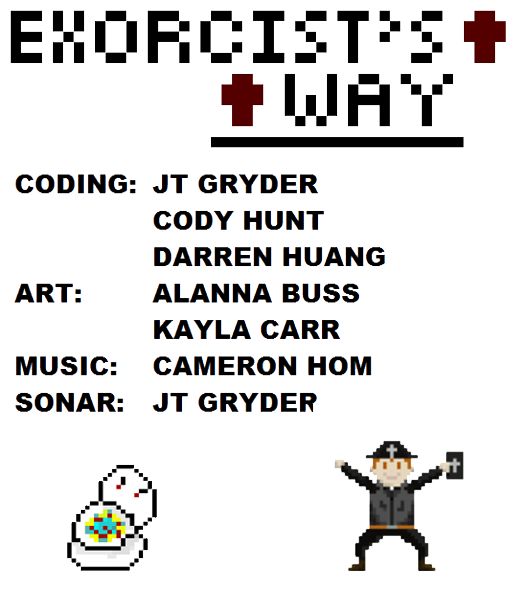 EXORCIST'S
WAY
CODING: JT GRYDER
CODY HUNT
DARREN HUANG
ART: ALANNA BUSS
KAYLA CARR
MUSIC: CAMERON HOM
SONAR: JT GRYDER